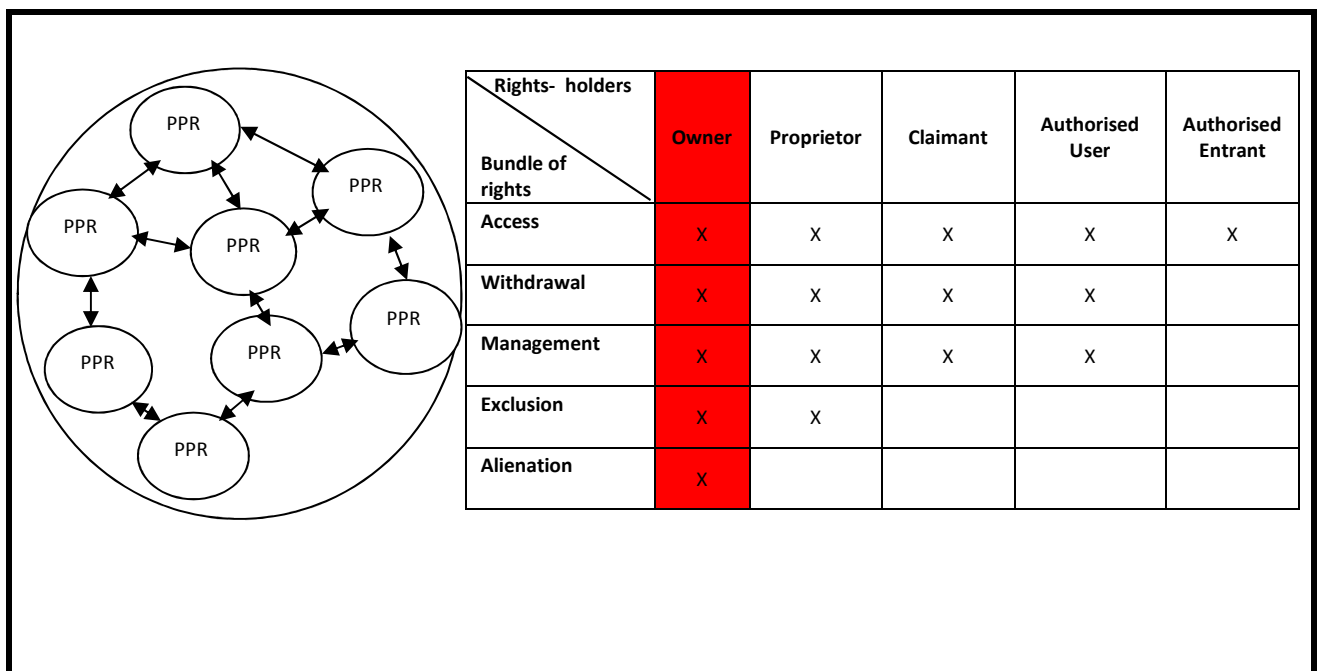 PPR
PPR
PPR
PPR
PPR
PPR
PPR
PPR
Rights- holders
Bundle of
rights
Owner
Proprietor
Claimant
Authorised
User
Authorised
Entrant
Access
X X X X X
Withdrawal
X X X X
Management
X X X X
Exclusion
X X
Alienation
X